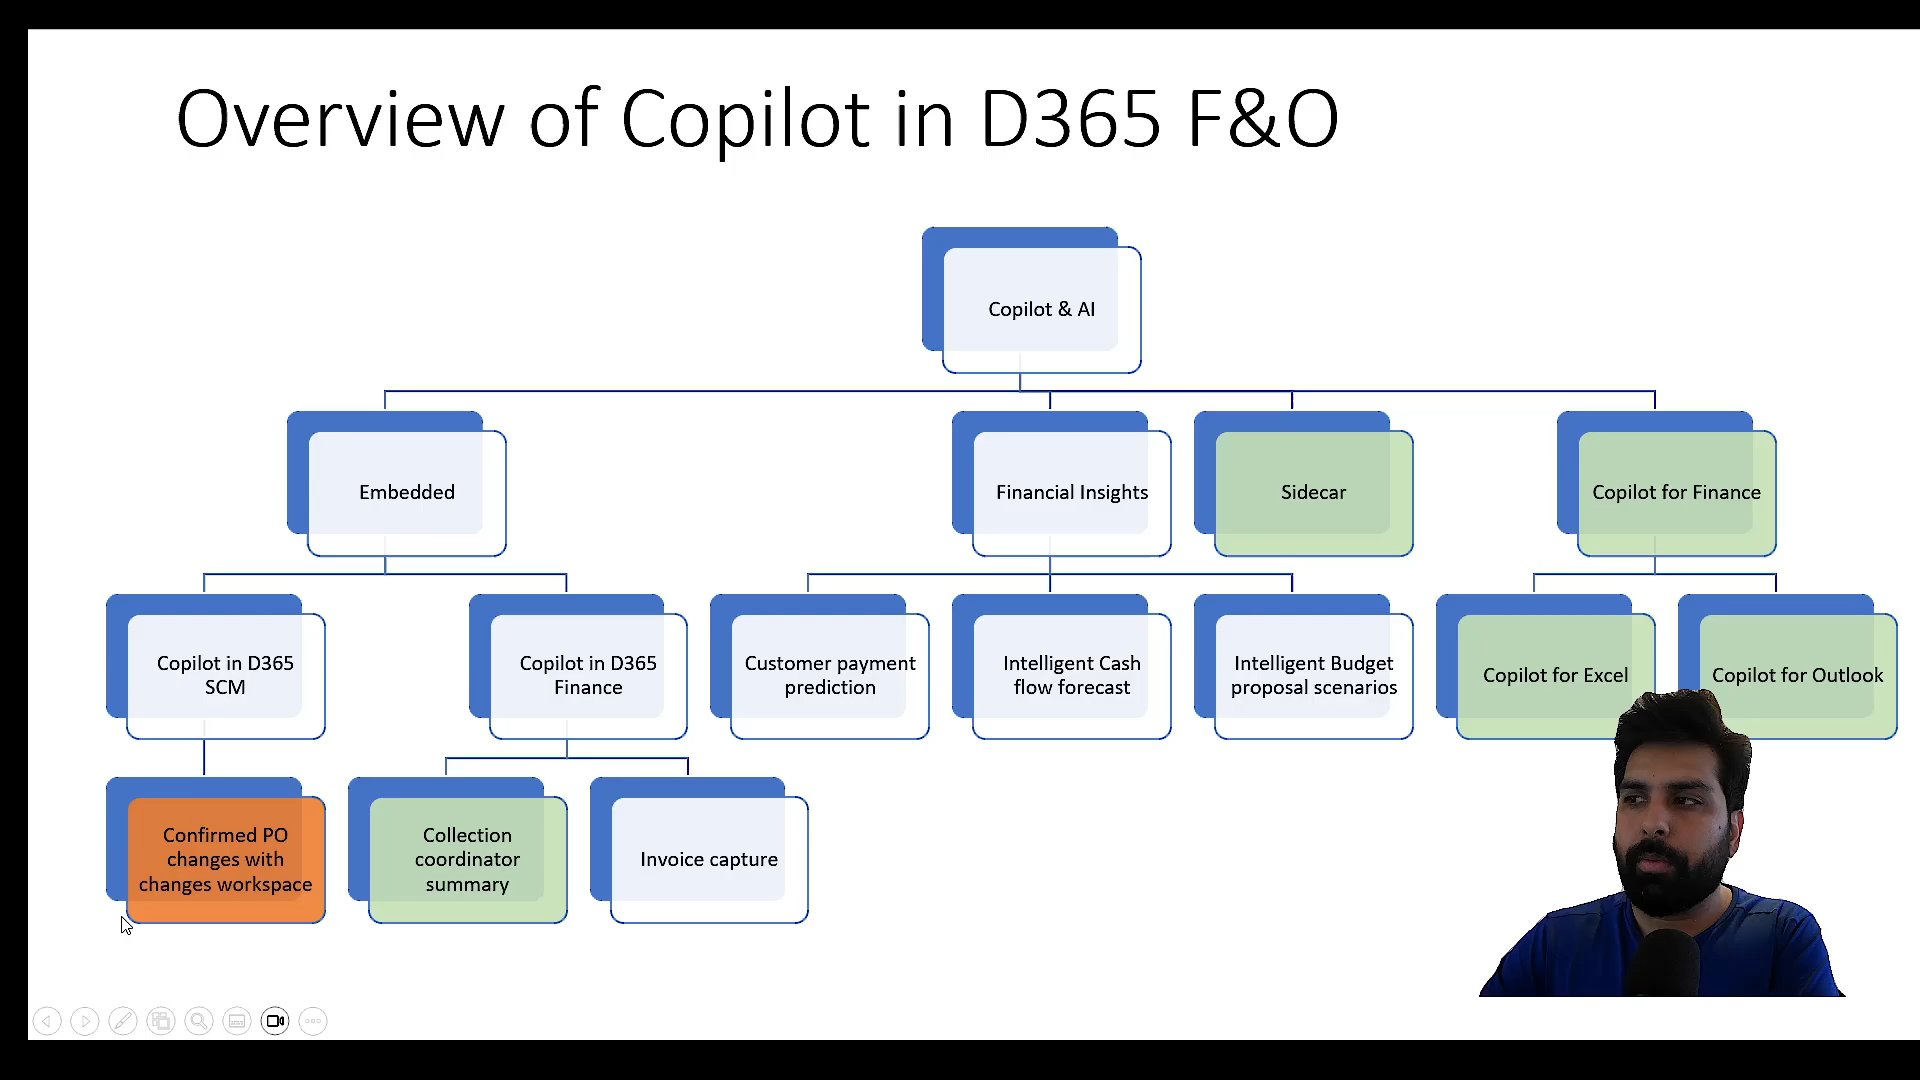 Overview of Copilot in D365 F&O
Copilot & AI
Embedded
Financial Insights
Sidecar
Copilot for Finance
Copilot in D365
SCM
Copilot in D365
Finance
Customer payment
prediction
Intelligent Cash
flow forecast
Intelligent Budget
proposal scenarios
Copilot for Excel
Copilot for Outlook
Confirmed PO
changes with
changes workspace
Collection
coordinator
summary
Invoice capture